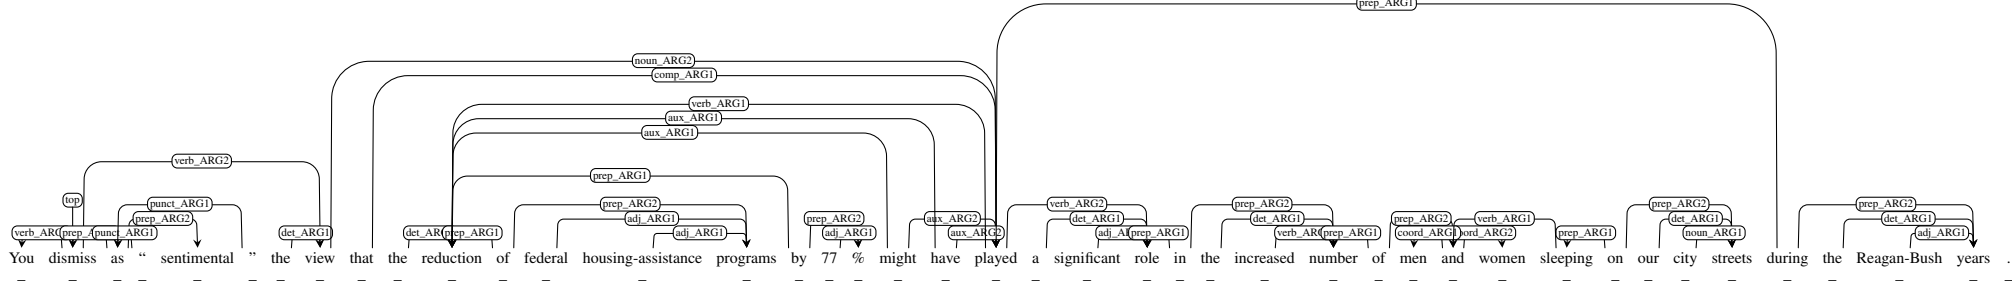 prep_ARG1
noun_ARG2
comp_ARG1
verb_ARG1
aux_ARG1
aux_ARG1
verb_ARG2
prep_ARG1
top punct_ARG1 prep_ARG2 verb_ARG2 prep_ARG2 prep_ARG2 prep_ARG2
prep_ARG2 adj_ARG1 prep_ARG2 aux_ARG2 det_ARG1 det_ARG1 prep_ARG2 verb_ARG1 det_ARG1 det_ARG1
punct_ARG1 det_ARG1 prep_ARG1 adj_ARG1 adj_ARG1 aux_ARG2 prep_ARG1 prep_ARG1 prep_ARG1 noun_ARG1 adj_ARG1
You dismiss as “ sentimental ” the view that the reduction of federal housing-assistance programs by 77 % might have played a significant role in the increased number of men and women sleeping on our city streets during the Reagan-Bush years .